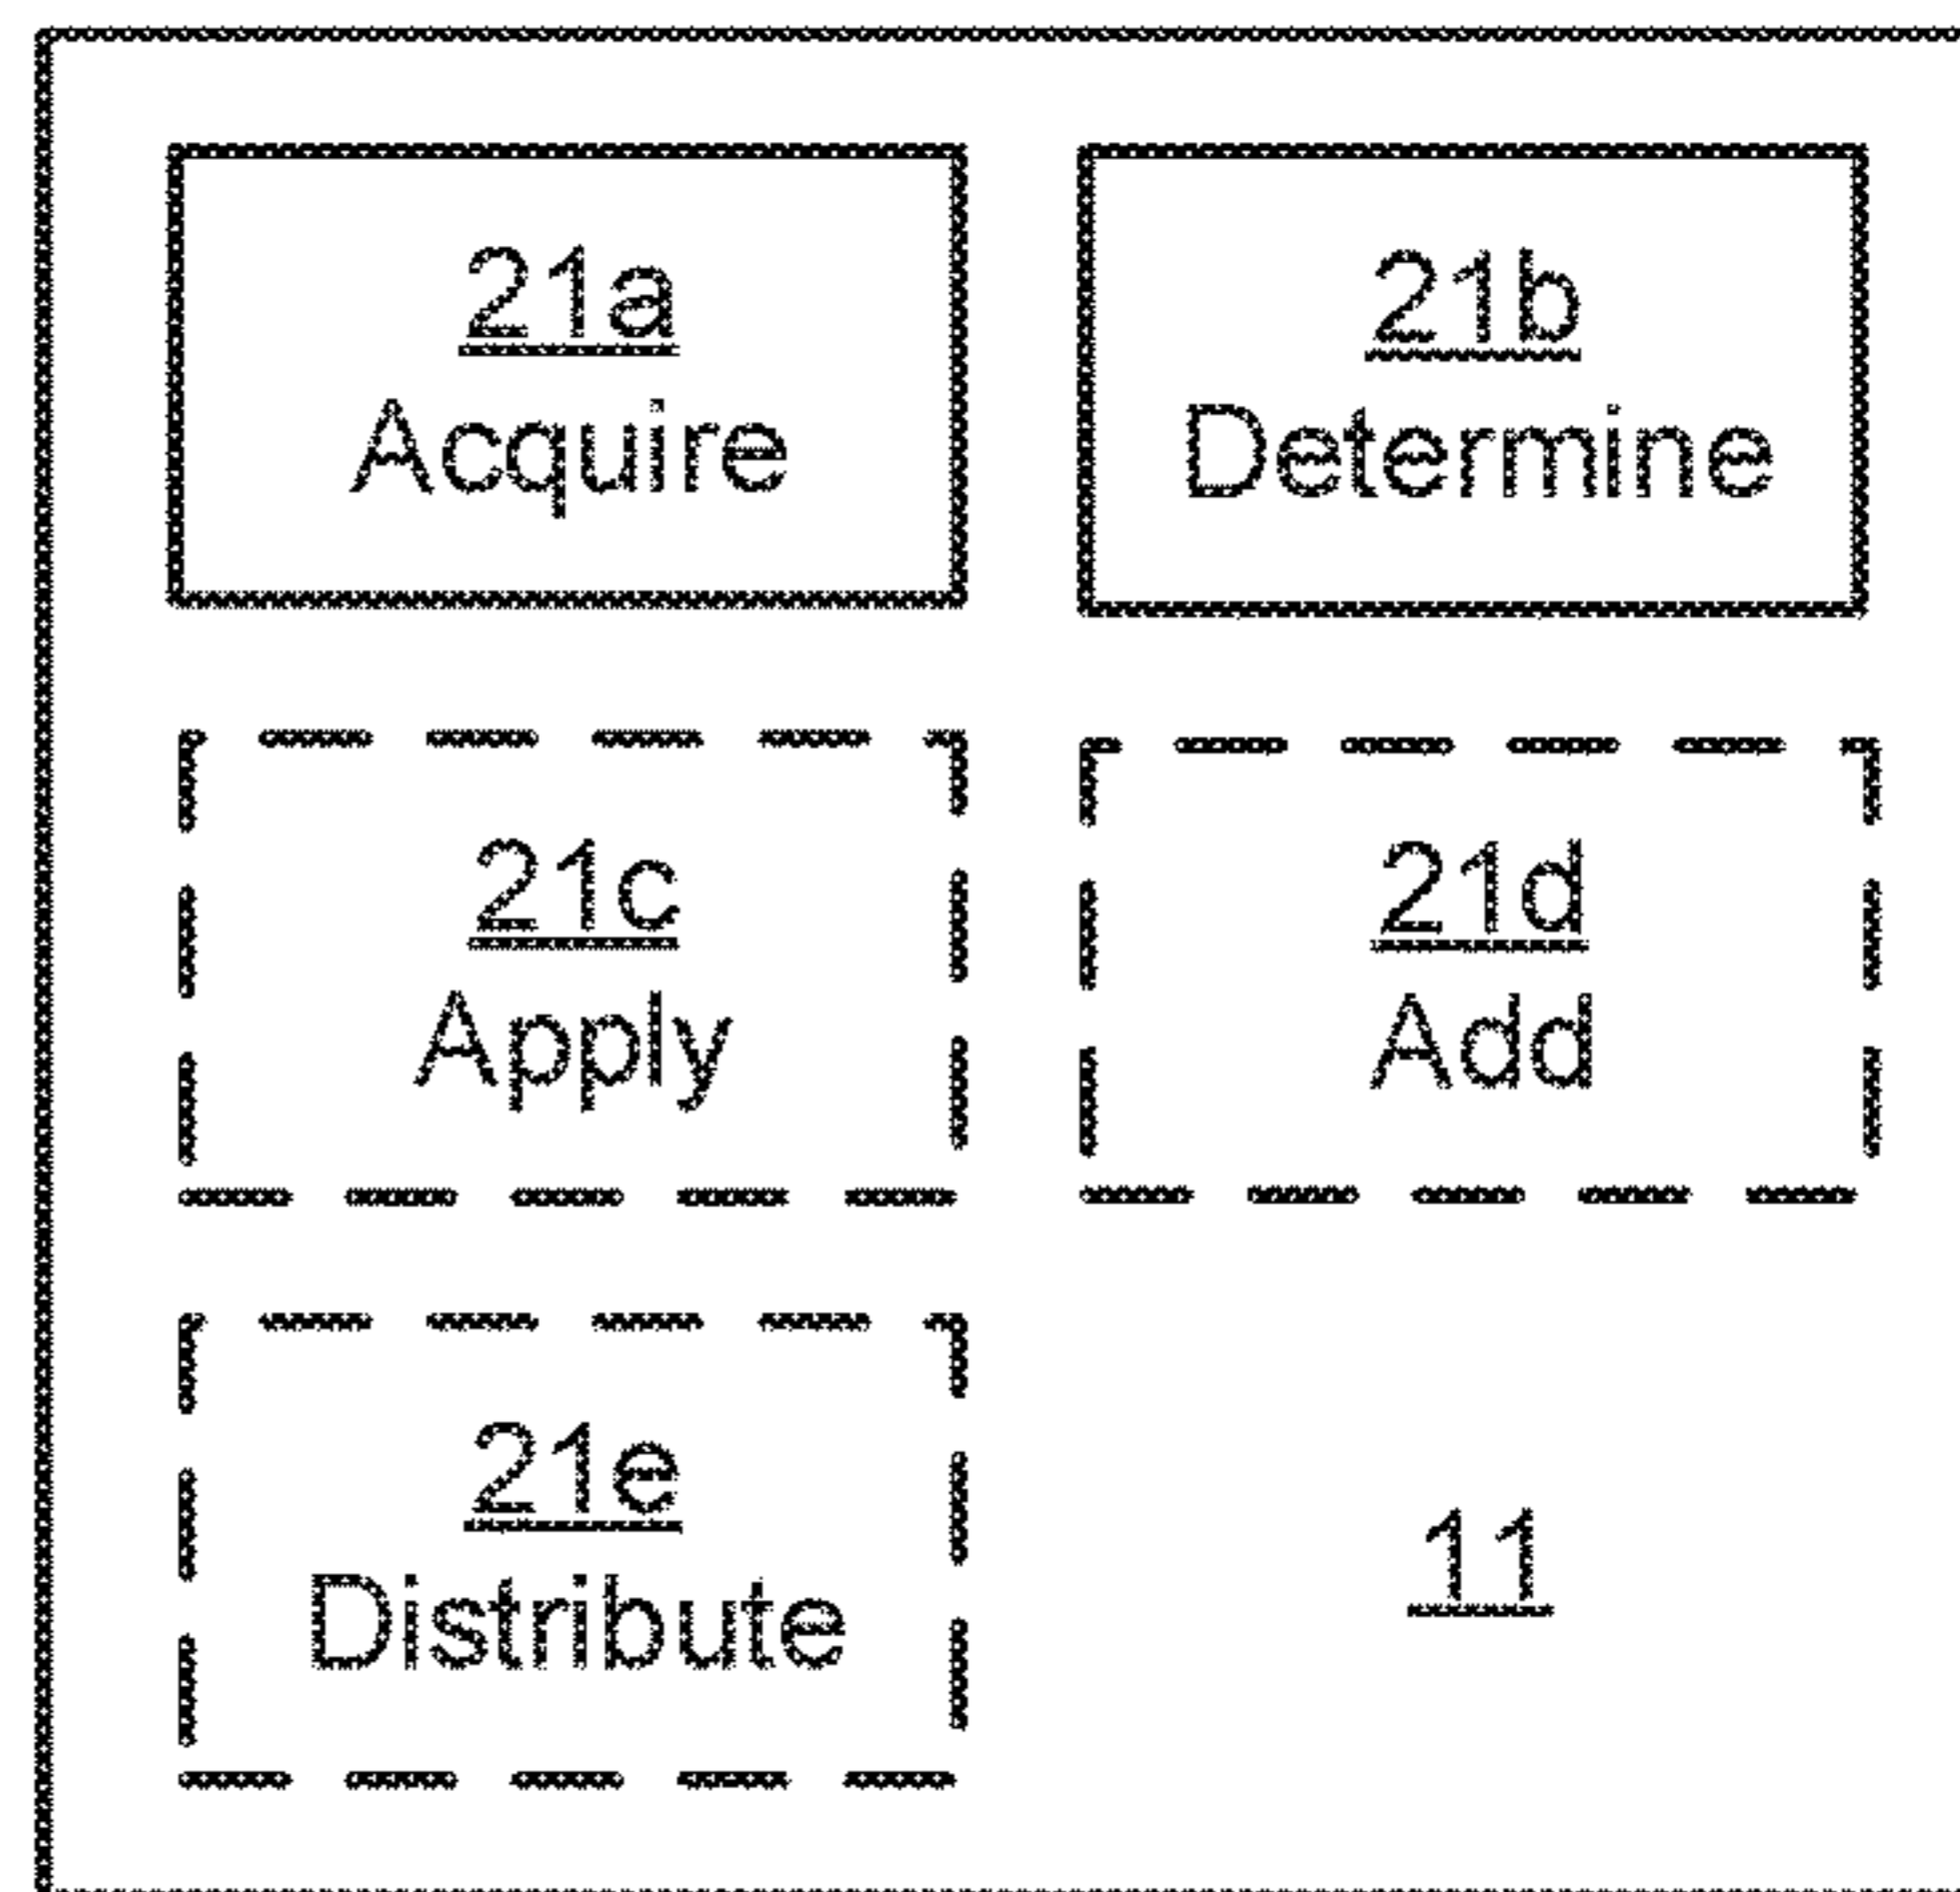 21a
Acquire
21b
Determine
21c
Apply
21d
Add
21e
Distribute
11